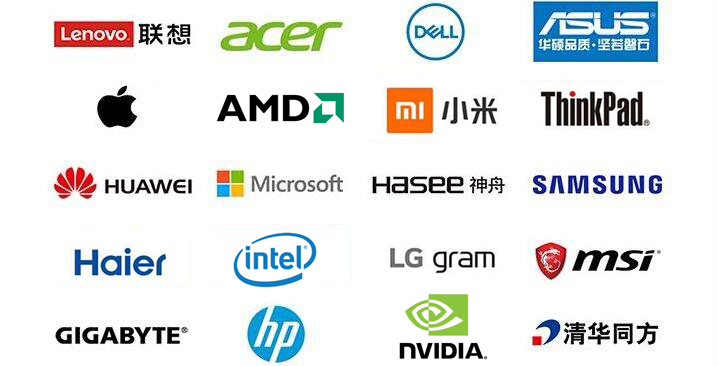 Lenovo. 联想
acer
DELL
ASUS
华硕品质·坚若磐石
AMD
mi 小米
ThinkPad®
HUAWEI
Microsoft
Hasee 神舟
SAMSUNG
Haier
intel®
LG gram
msi®
GIGABYTE®
hp
NVIDIA.
清华同方